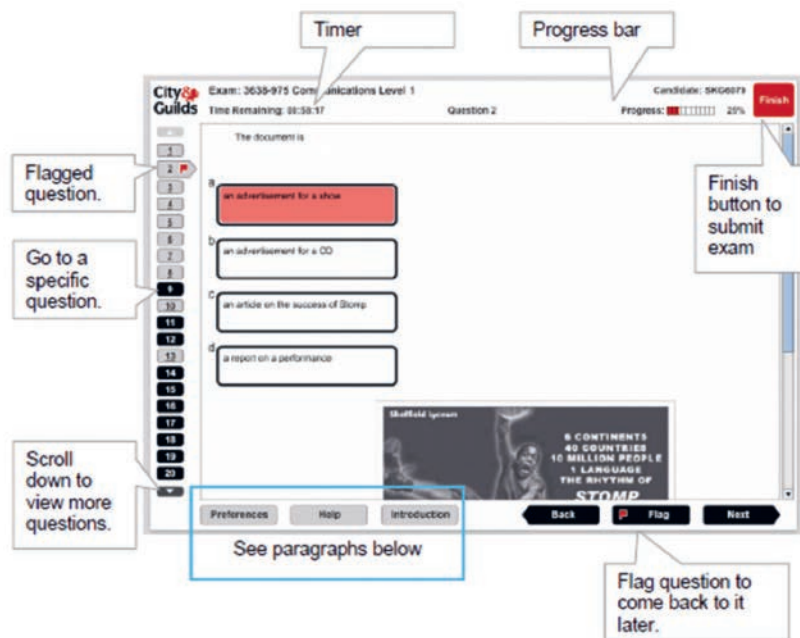 Timer
Progress bar
City& Guilds
Exam: 3638-975 Communications Level 1
Candidate: SKG6073
Time Remaining: 00:58:17
Question 2
Progress: 25%
Finish
The document is
1
2
3
4
5
6
7
8
9
10
11
12
13
14
15
16
17
18
19
20
a
an advertisement for a show
b
an advertisement for a CD
c
an article on the success of Stomp
d
a report on a performance
Sheffield Lyceum
5 CONTINENTS
40 COUNTRIES
10 MILLION PEOPLE
1 LANGUAGE
THE RHYTHM OF
STOMP
Preferences
Help
Introduction
Back
Flag
Next
Flagged
question.
Go to a
specific
question.
Scroll
down to
view more
questions.
See paragraphs below
Finish
button to
submit
exam
Flag question to
come back to it
later.